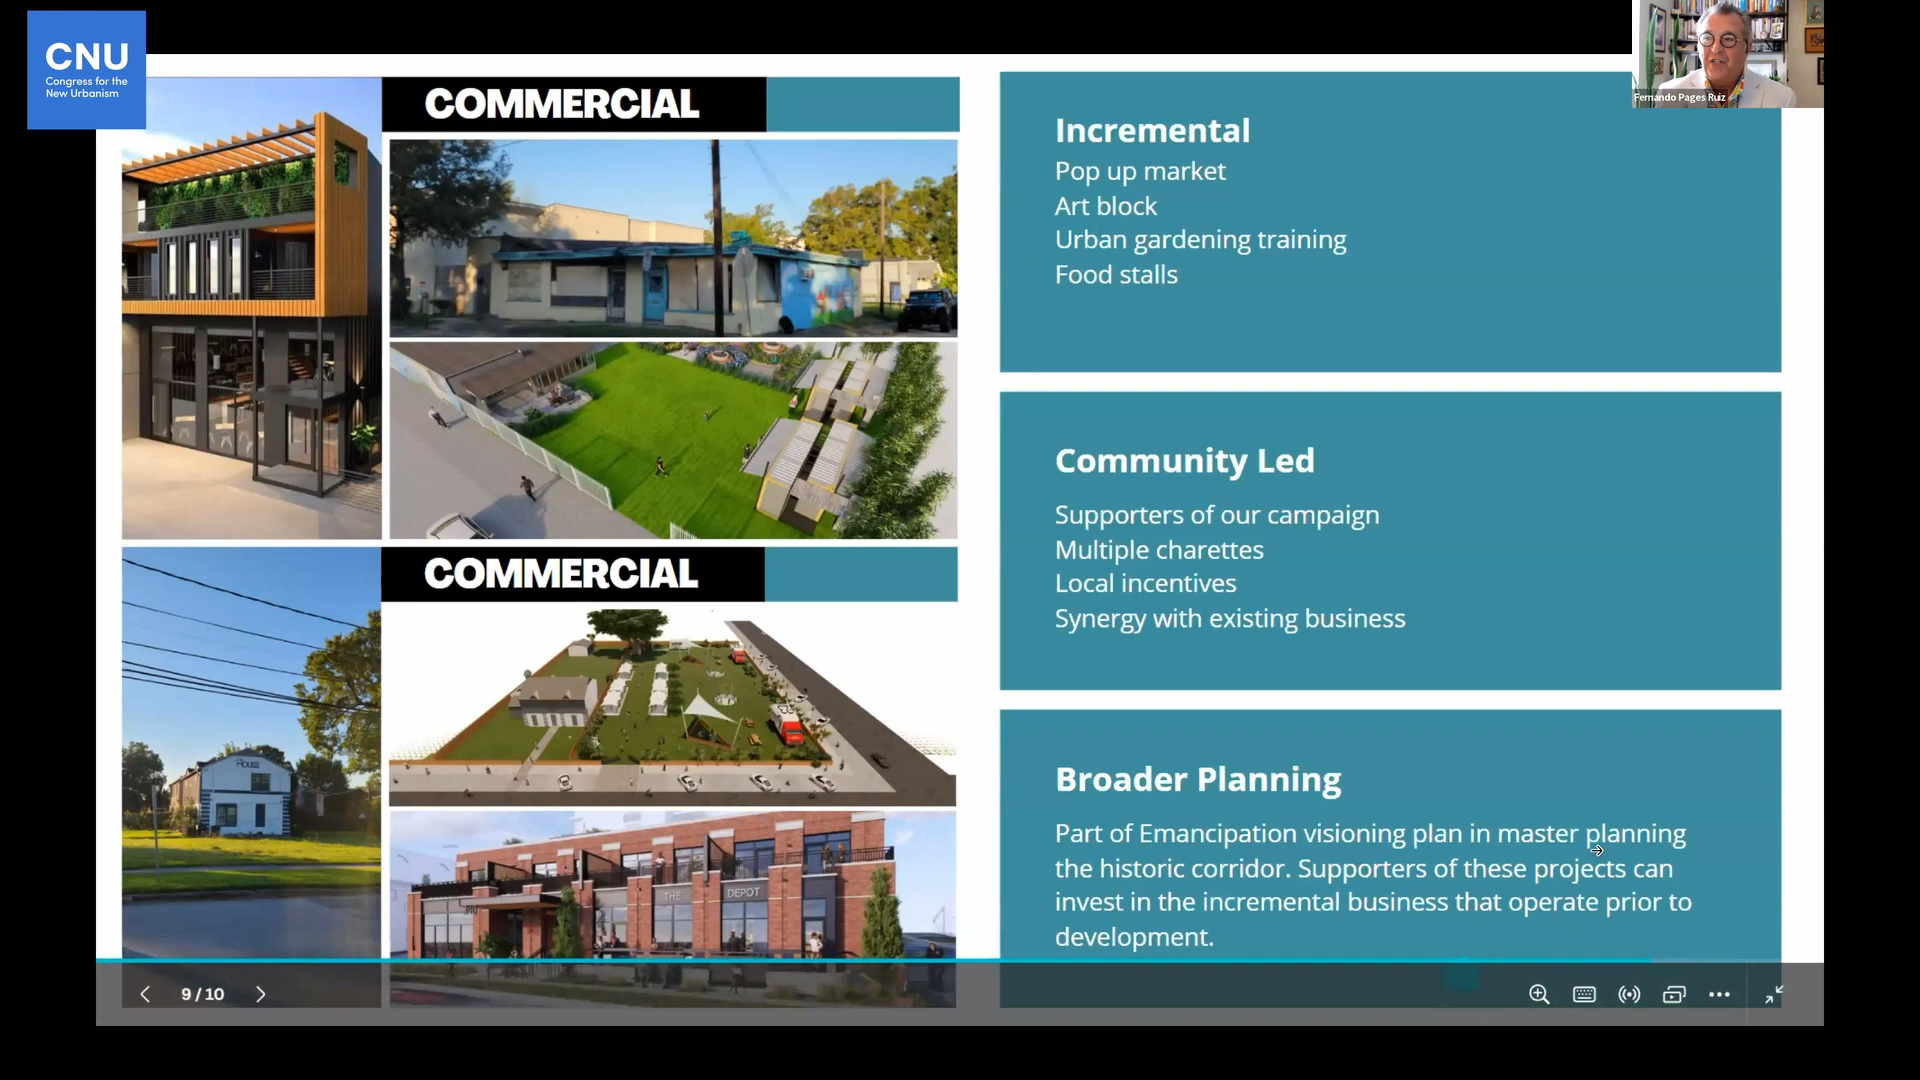 CNU
Congress for the
New Urbanism
COMMERCIAL
COMMERCIAL
HOUSE
THE DEPOT
Incremental
Pop up market
Art block
Urban gardening training
Food stalls
Community Led
Supporters of our campaign
Multiple charettes
Local incentives
Synergy with existing business
Broader Planning
Part of Emancipation visioning plan in master planning
the historic corridor. Supporters of these projects can
invest in the incremental business that operate prior to
development.
Fernando Pages Ruiz
9 / 10